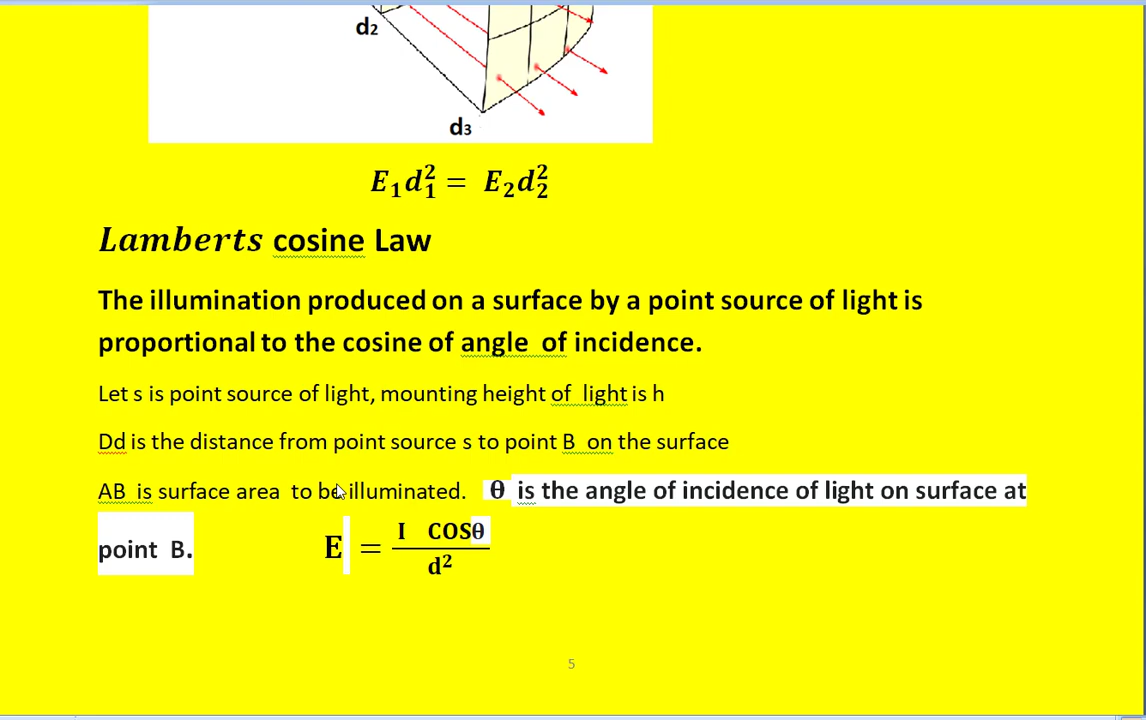 d2
d3
E₁d₁² = E₂d₂²
Lamberts cosine Law
The illumination produced on a surface by a point source of light is
proportional to the cosine of angle of incidence.
Let s is point source of light, mounting height of light is h
Dd is the distance from point source s to point B on the surface
AB is surface area to be illuminated. θ is the angle of incidence of light on surface at
point B. E = I COSθ / d²
5